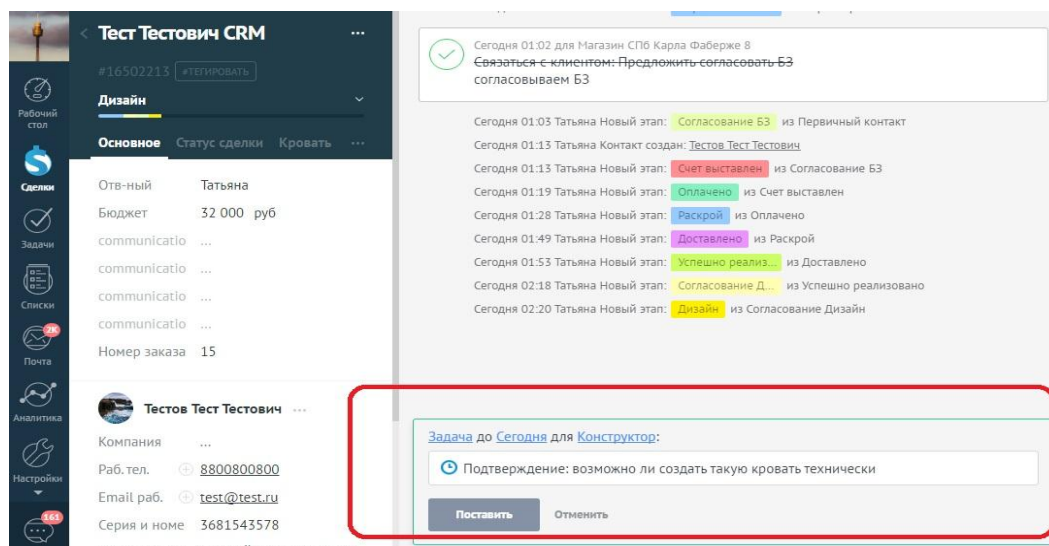 Тест Тестович CRM
#16502213 #ТЕГИРОВАТЬ
Дизайн
Основное Статус сделки Кровать
Отв-ный Татьяна
Бюджет 32 000 руб
communicatio ...
communicatio ...
communicatio ...
communicatio ...
Номер заказа 15
Тестов Тест Тестович ...
Компания ...
Раб. тел. 8800800800
Email раб. test@test.ru
Серия и номе 3681543578
Рабочий стол
Сделки
Задачи
Списки
2K
Почта
Аналитика
Настройки
161
Сегодня 01:02 для Магазин СПб Карла Фаберже 8
Связаться с клиентом: Предложить согласовать БЗ
согласовываем БЗ
Сегодня 01:03 Татьяна Новый этап: Согласование БЗ из Первичный контакт
Сегодня 01:13 Татьяна Контакт создан: Тестов Тест Тестович
Сегодня 01:13 Татьяна Новый этап: Счет выставлен из Согласование БЗ
Сегодня 01:19 Татьяна Новый этап: Оплачено из Счет выставлен
Сегодня 01:28 Татьяна Новый этап: Раскрой из Оплачено
Сегодня 01:49 Татьяна Новый этап: Доставлено из Раскрой
Сегодня 01:53 Татьяна Новый этап: Успешно реализ... из Доставлено
Сегодня 02:18 Татьяна Новый этап: Согласование Д... из Успешно реализовано
Сегодня 02:20 Татьяна Новый этап: Дизайн из Согласование Дизайн
Задача до Сегодня для Конструктор:
Подтверждение: возможно ли создать такую кровать технически
Поставить Отменить